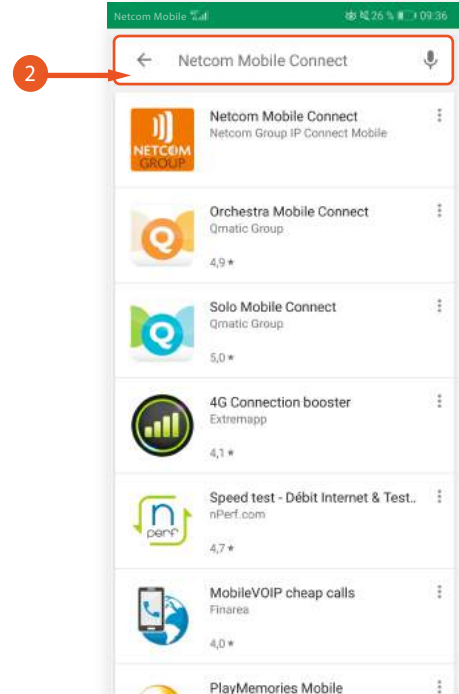 Netcom Mobile 26 % 09:36
2
Netcom Mobile Connect
NETCOM
GROUP
Netcom Mobile Connect
Netcom Group IP Connect Mobile
Orchestra Mobile Connect
Qmatic Group
4,9 ★
Solo Mobile Connect
Qmatic Group
5,0 ★
4G Connection booster
Extremapp
4,1 ★
n
perf
Speed test - Débit Internet & Test..
nPerf.com
4,7 ★
MobileVOIP cheap calls
Finarea
4,0 ★
PlayMemories Mobile